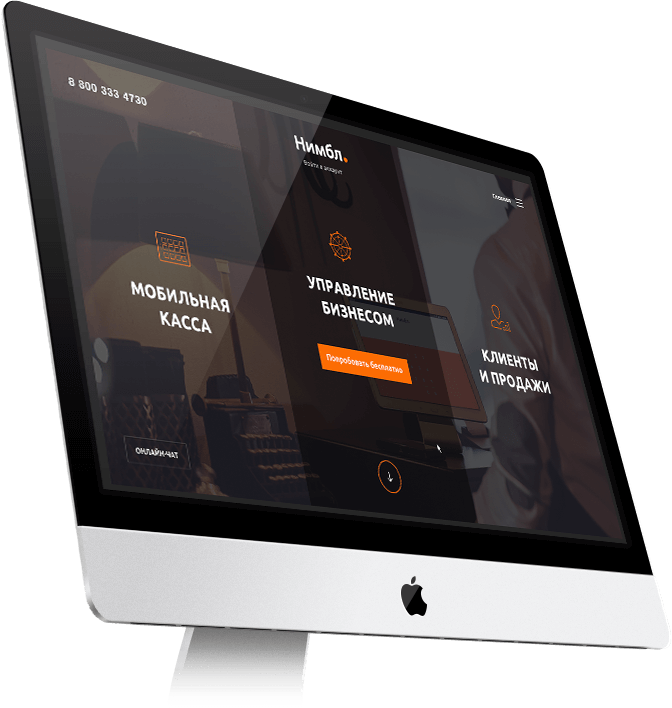 8 800 333 4730
Нимбл.
Войти в аккаунт
Главная
МОБИЛЬНАЯ
КАССА
УПРАВЛЕНИЕ
БИЗНЕСОМ
Попробовать бесплатно
КЛИЕНТЫ
И ПРОДАЖИ
ОНЛАЙН-ЧАТ